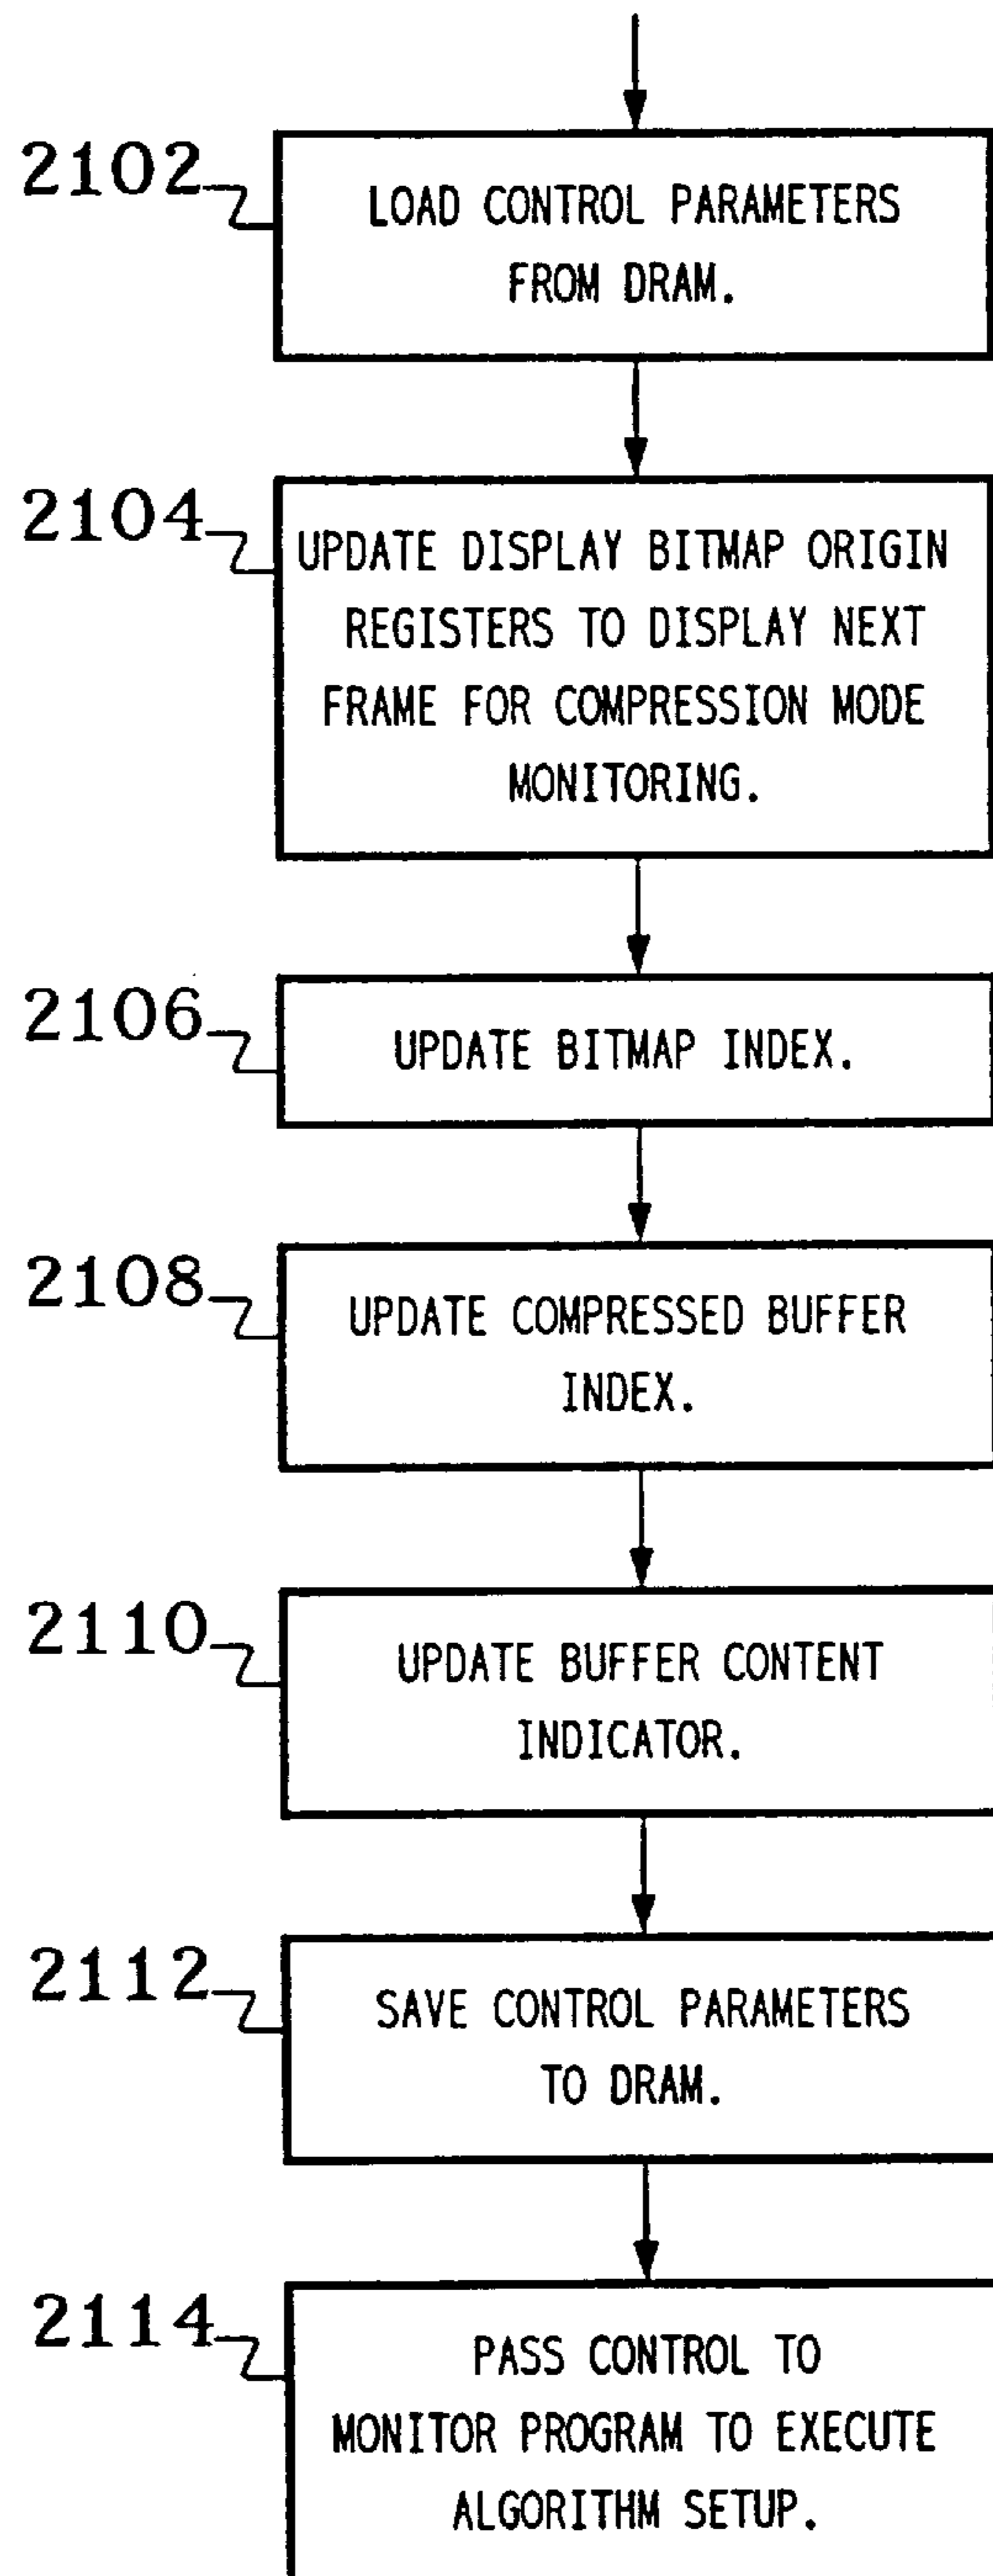 2102
LOAD CONTROL PARAMETERS
FROM DRAM.
2104
UPDATE DISPLAY BITMAP ORIGIN
REGISTERS TO DISPLAY NEXT
FRAME FOR COMPRESSION MODE
MONITORING.
2106
UPDATE BITMAP INDEX.
2108
UPDATE COMPRESSED BUFFER
INDEX.
2110
UPDATE BUFFER CONTENT
INDICATOR.
2112
SAVE CONTROL PARAMETERS
TO DRAM.
2114
PASS CONTROL TO
MONITOR PROGRAM TO EXECUTE
ALGORITHM SETUP.